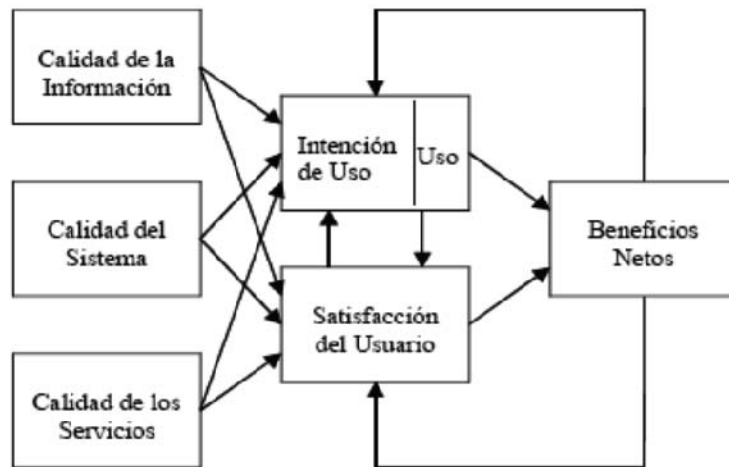 Calidad de la
Información
Intención
de Uso
Uso
Calidad del
Sistema
Beneficios
Netos
Satisfacción
del Usuario
Calidad de los
Servicios